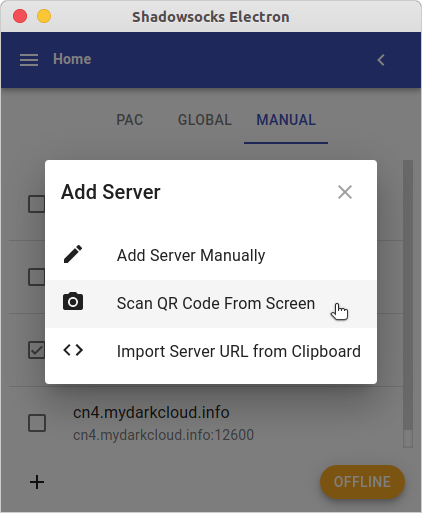 Shadowsocks Electron
Home
PAC GLOBAL MANUAL
Add Server
Add Server Manually
Scan QR Code From Screen
Import Server URL from Clipboard
cn4.mydarkcloud.info
cn4.mydarkcloud.info:12600
OFFLINE